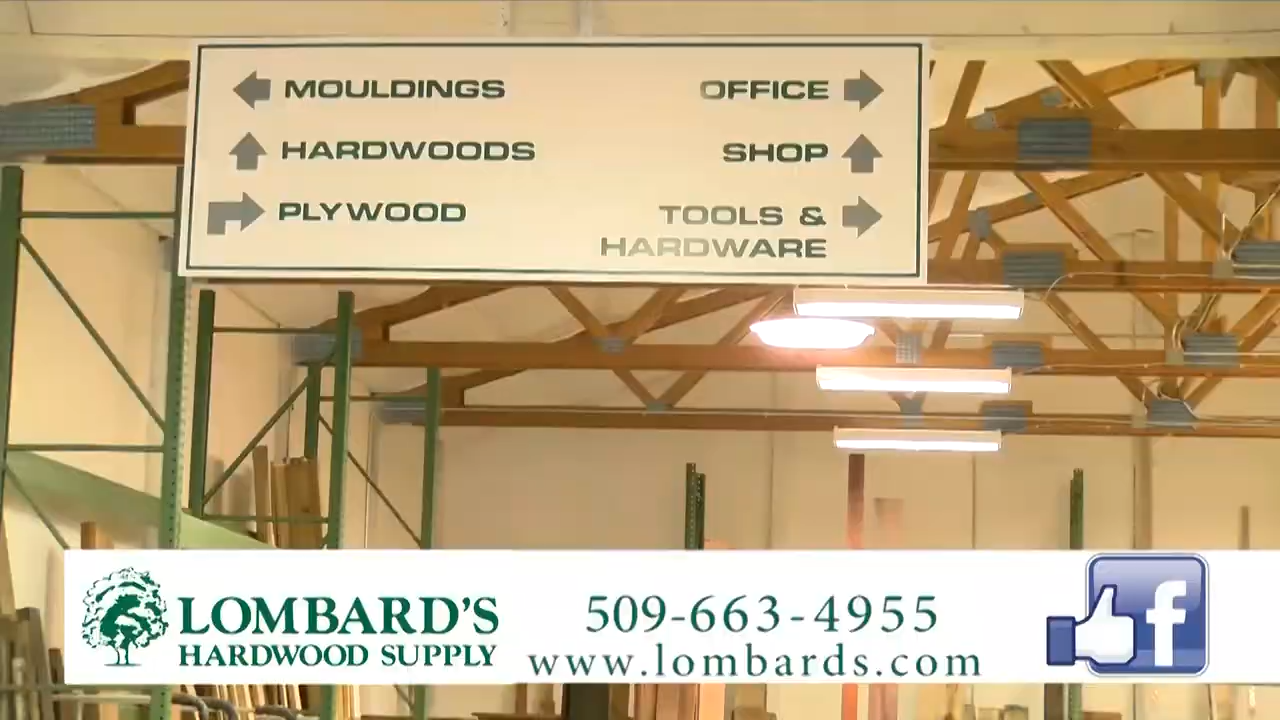 MOULDINGS
HARDWOODS
PLYWOOD
OFFICE
SHOP
TOOLS &
HARDWARE
LOMBARD'S
HARDWOOD SUPPLY
509-663-4955
www.lombards.com
f